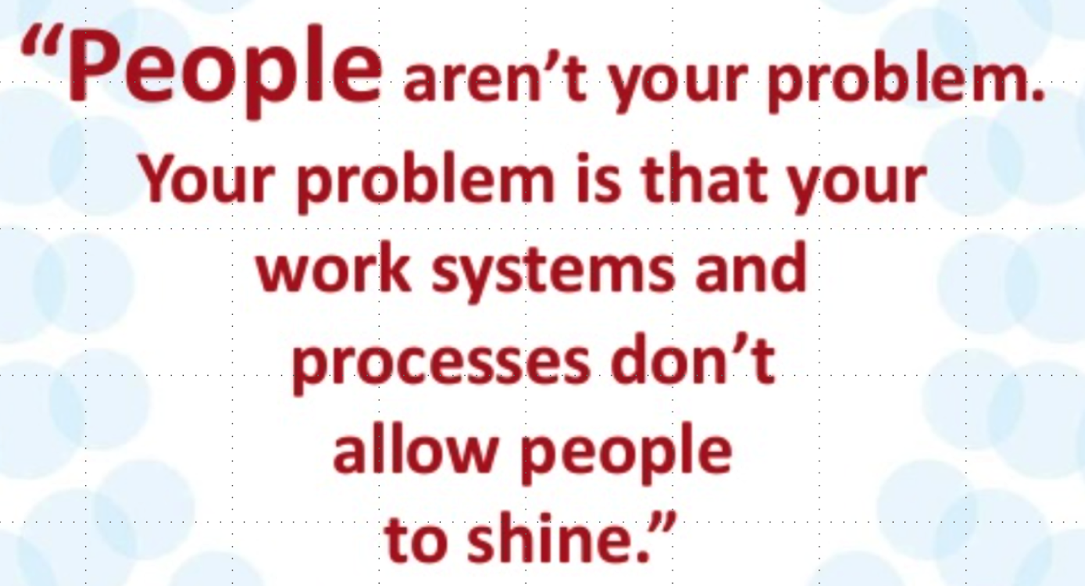 “People aren’t your problem.
Your problem is that your
work systems and
processes don’t
allow people
to shine.”